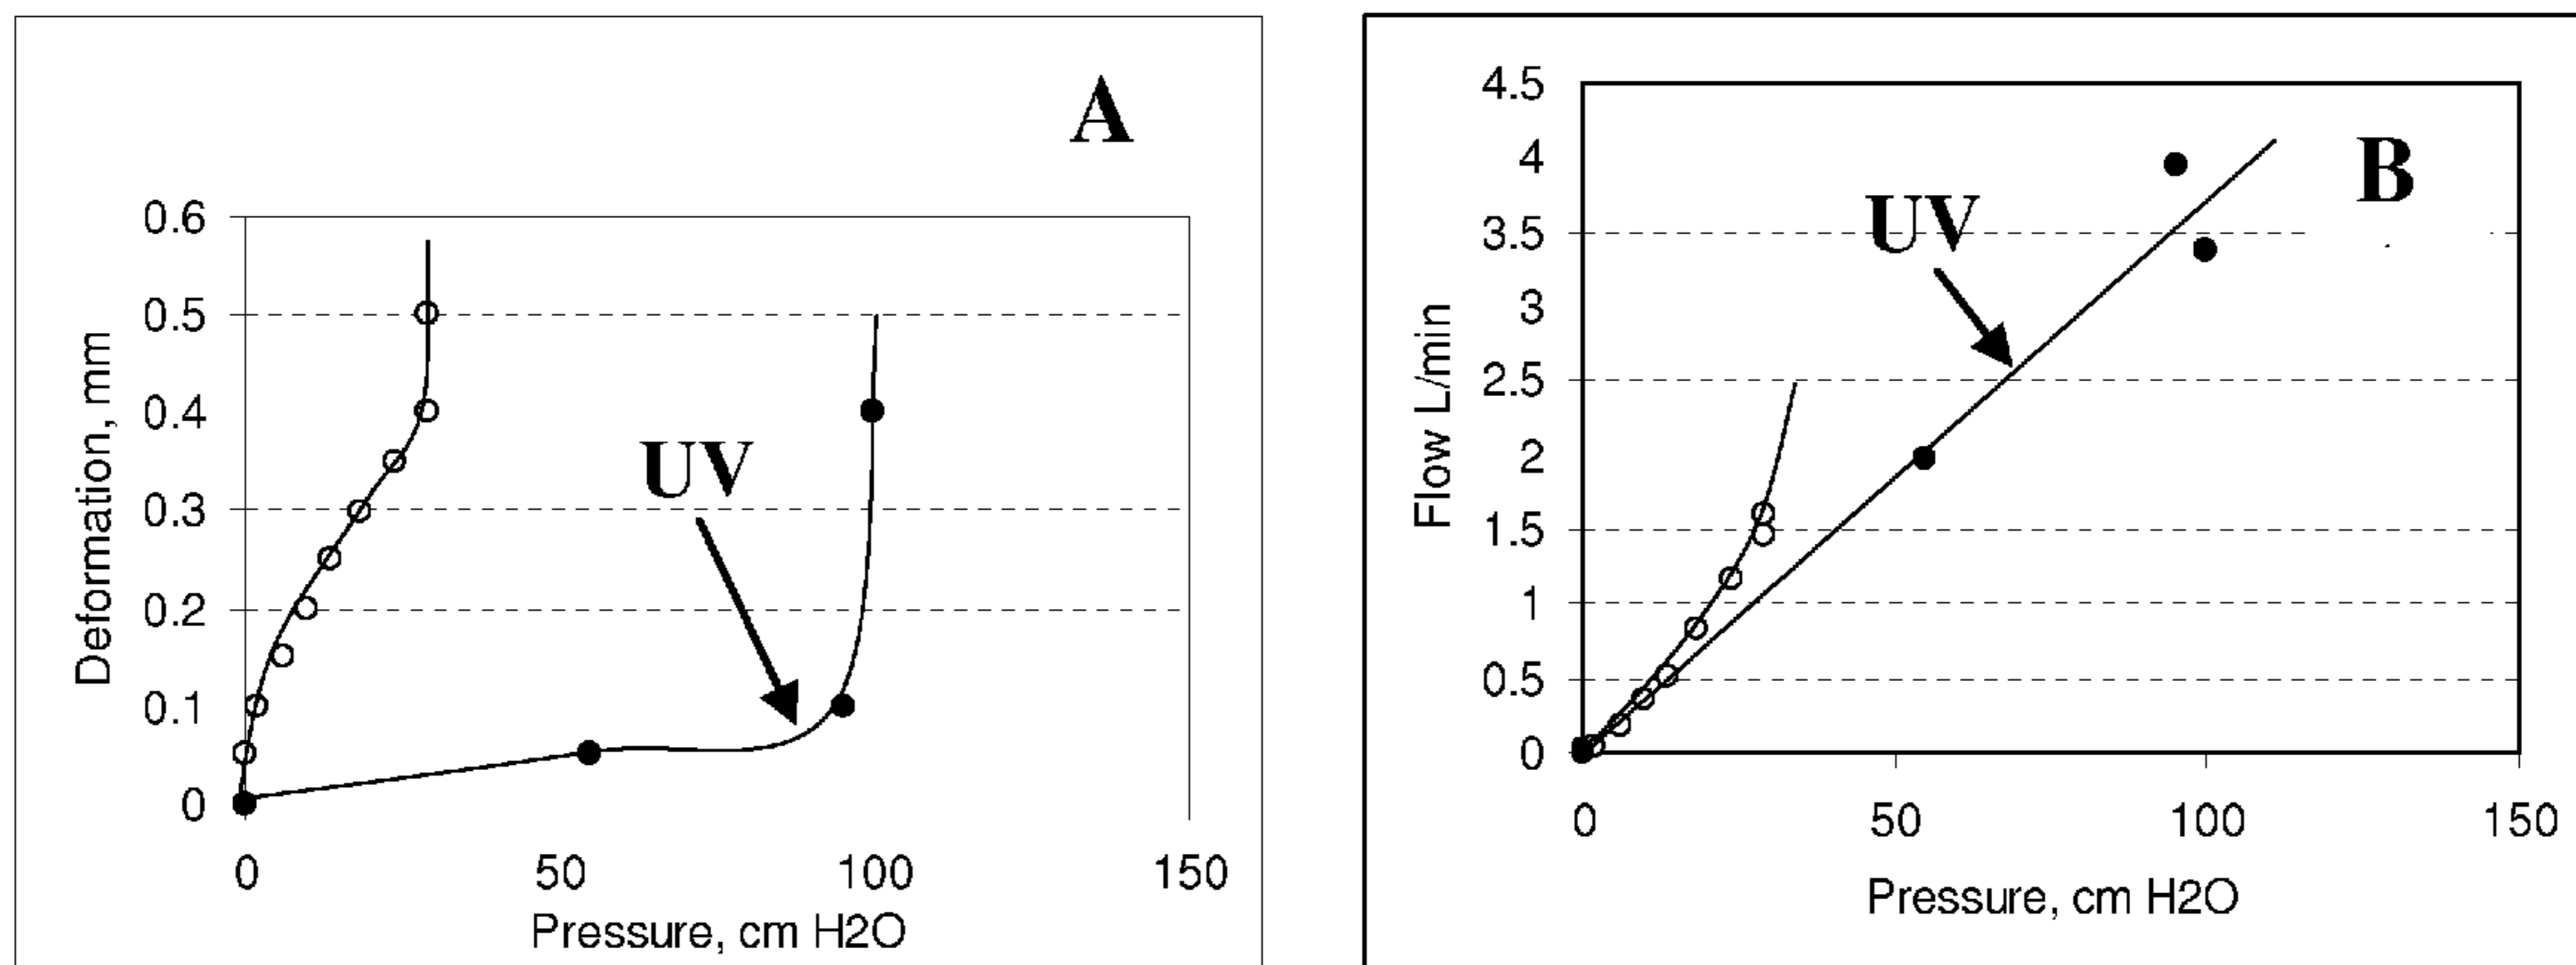 A
0.6
0.5
0.4
0.3
0.2
0.1
0
Deformation, mm
UV
0 50 100 150
Pressure, cm H2O
B
4.5
4
3.5
3
2.5
2
1.5
1
0.5
0
Flow L/min
UV
0 50 100 150
Pressure, cm H2O